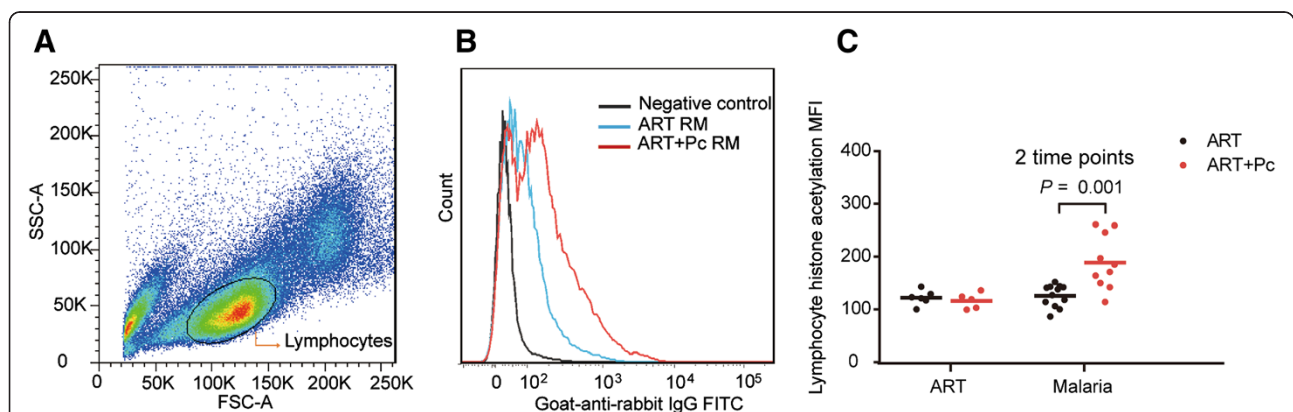 A
250K
200K
150K
100K
50K
0
SSC-A
Lymphocytes
0 50K 100K 150K 200K 250K
FSC-A
B
Negative control
ART RM
ART+Pc RM
Count
0 10² 10³ 10⁴ 10⁵
Goat-anti-rabbit IgG FITC
C
Lymphocyte histone acetylation MFI
400
300
200
100
0
2 time points
P = 0.001
ART
ART+Pc
ART Malaria